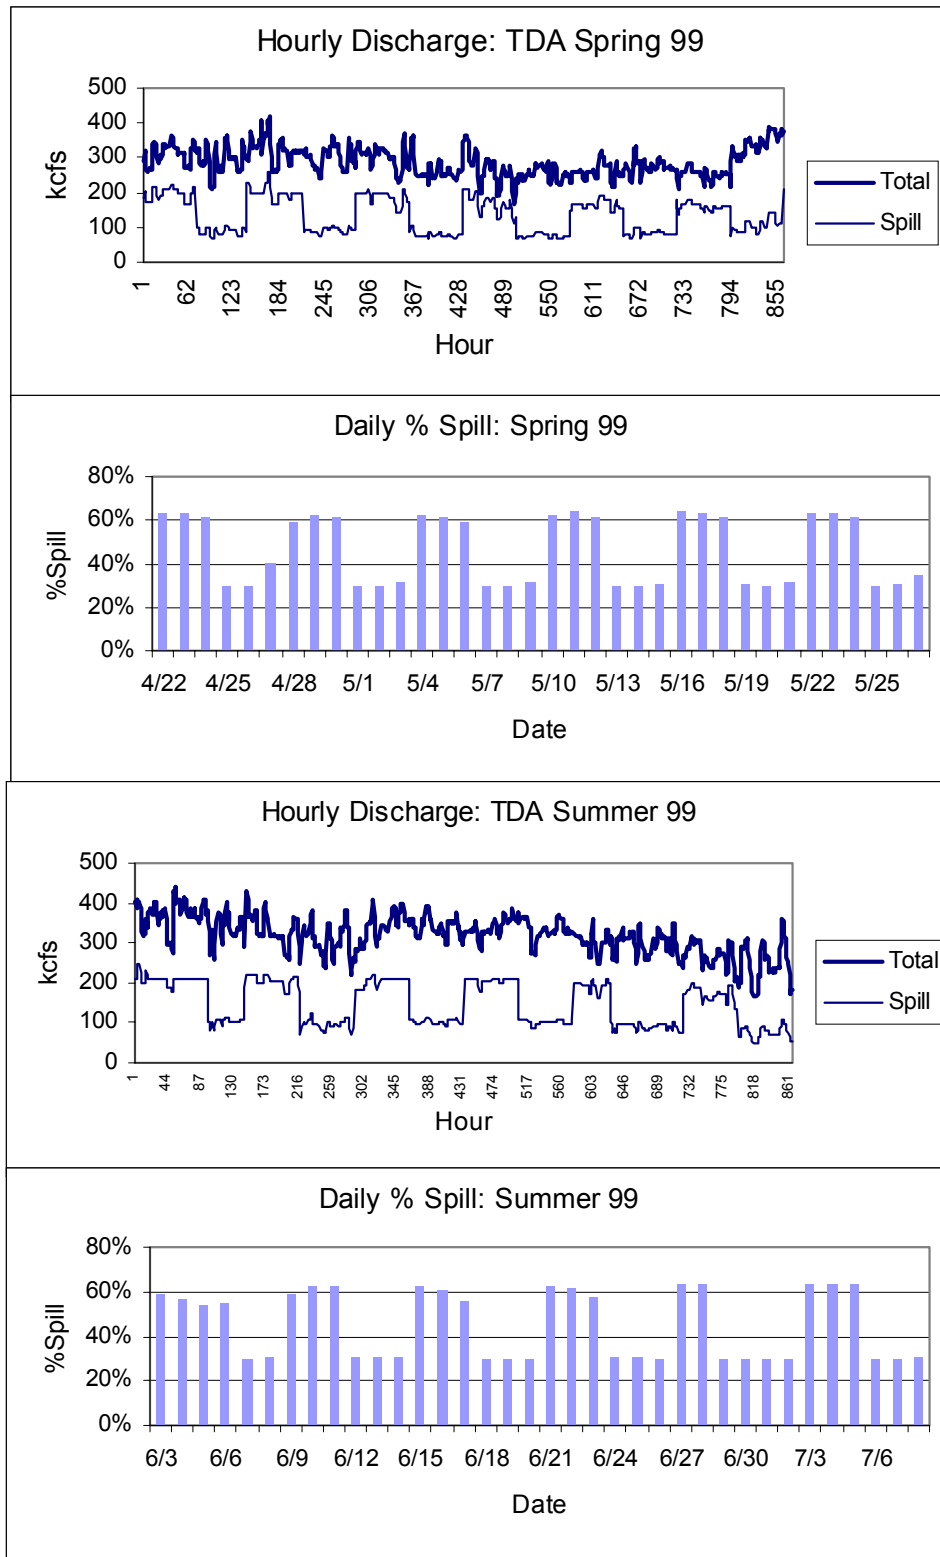 Hourly Discharge: TDA Spring 99
500
400
300
200
100
0
kcfs
1 62 123 184 245 306 367 428 489 550 611 672 733 794 855
Hour
Total
Spill
Daily % Spill: Spring 99
80%
60%
40%
20%
0%
%Spill
4/22 4/25 4/28 5/1 5/4 5/7 5/10 5/13 5/16 5/19 5/22 5/25
Date
Hourly Discharge: TDA Summer 99
500
400
300
200
100
0
kcfs
1 44 87 130 173 216 259 302 345 388 431 474 517 560 603 646 689 732 775 818 861
Hour
Total
Spill
Daily % Spill: Summer 99
80%
60%
40%
20%
0%
%Spill
6/3 6/6 6/9 6/12 6/15 6/18 6/21 6/24 6/27 6/30 7/3 7/6
Date